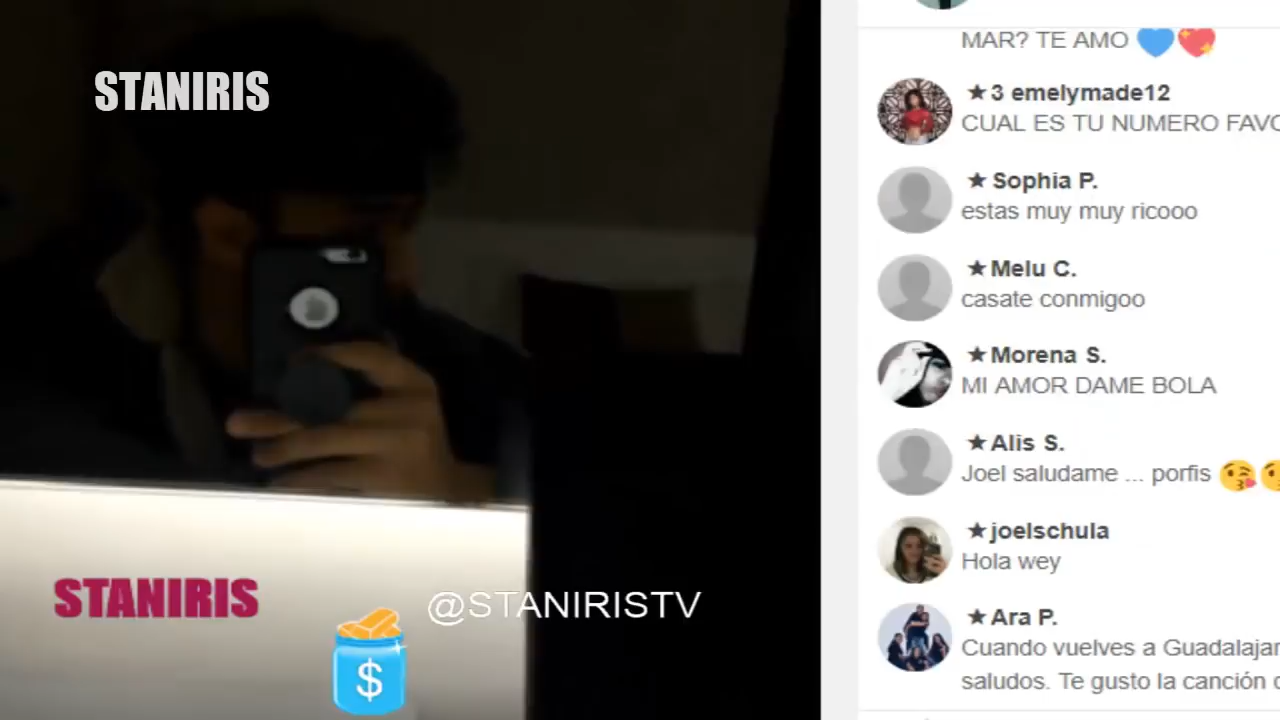 STANIRIS
STANIRIS
@STANIRISTV
$
MAR? TE AMO 💙💖
★3 emelymade12
CUAL ES TU NUMERO
★Sophia P.
estas muy muy ricooo
★Melu C.
casate conmigoo
★Morena S.
MI AMOR DAME BOLA
★Alis S.
Joel saludame ... porfis 😘
★joelschula
Hola wey
★Ara P.
Cuando vuelves a
saludos. Te gusto la canción